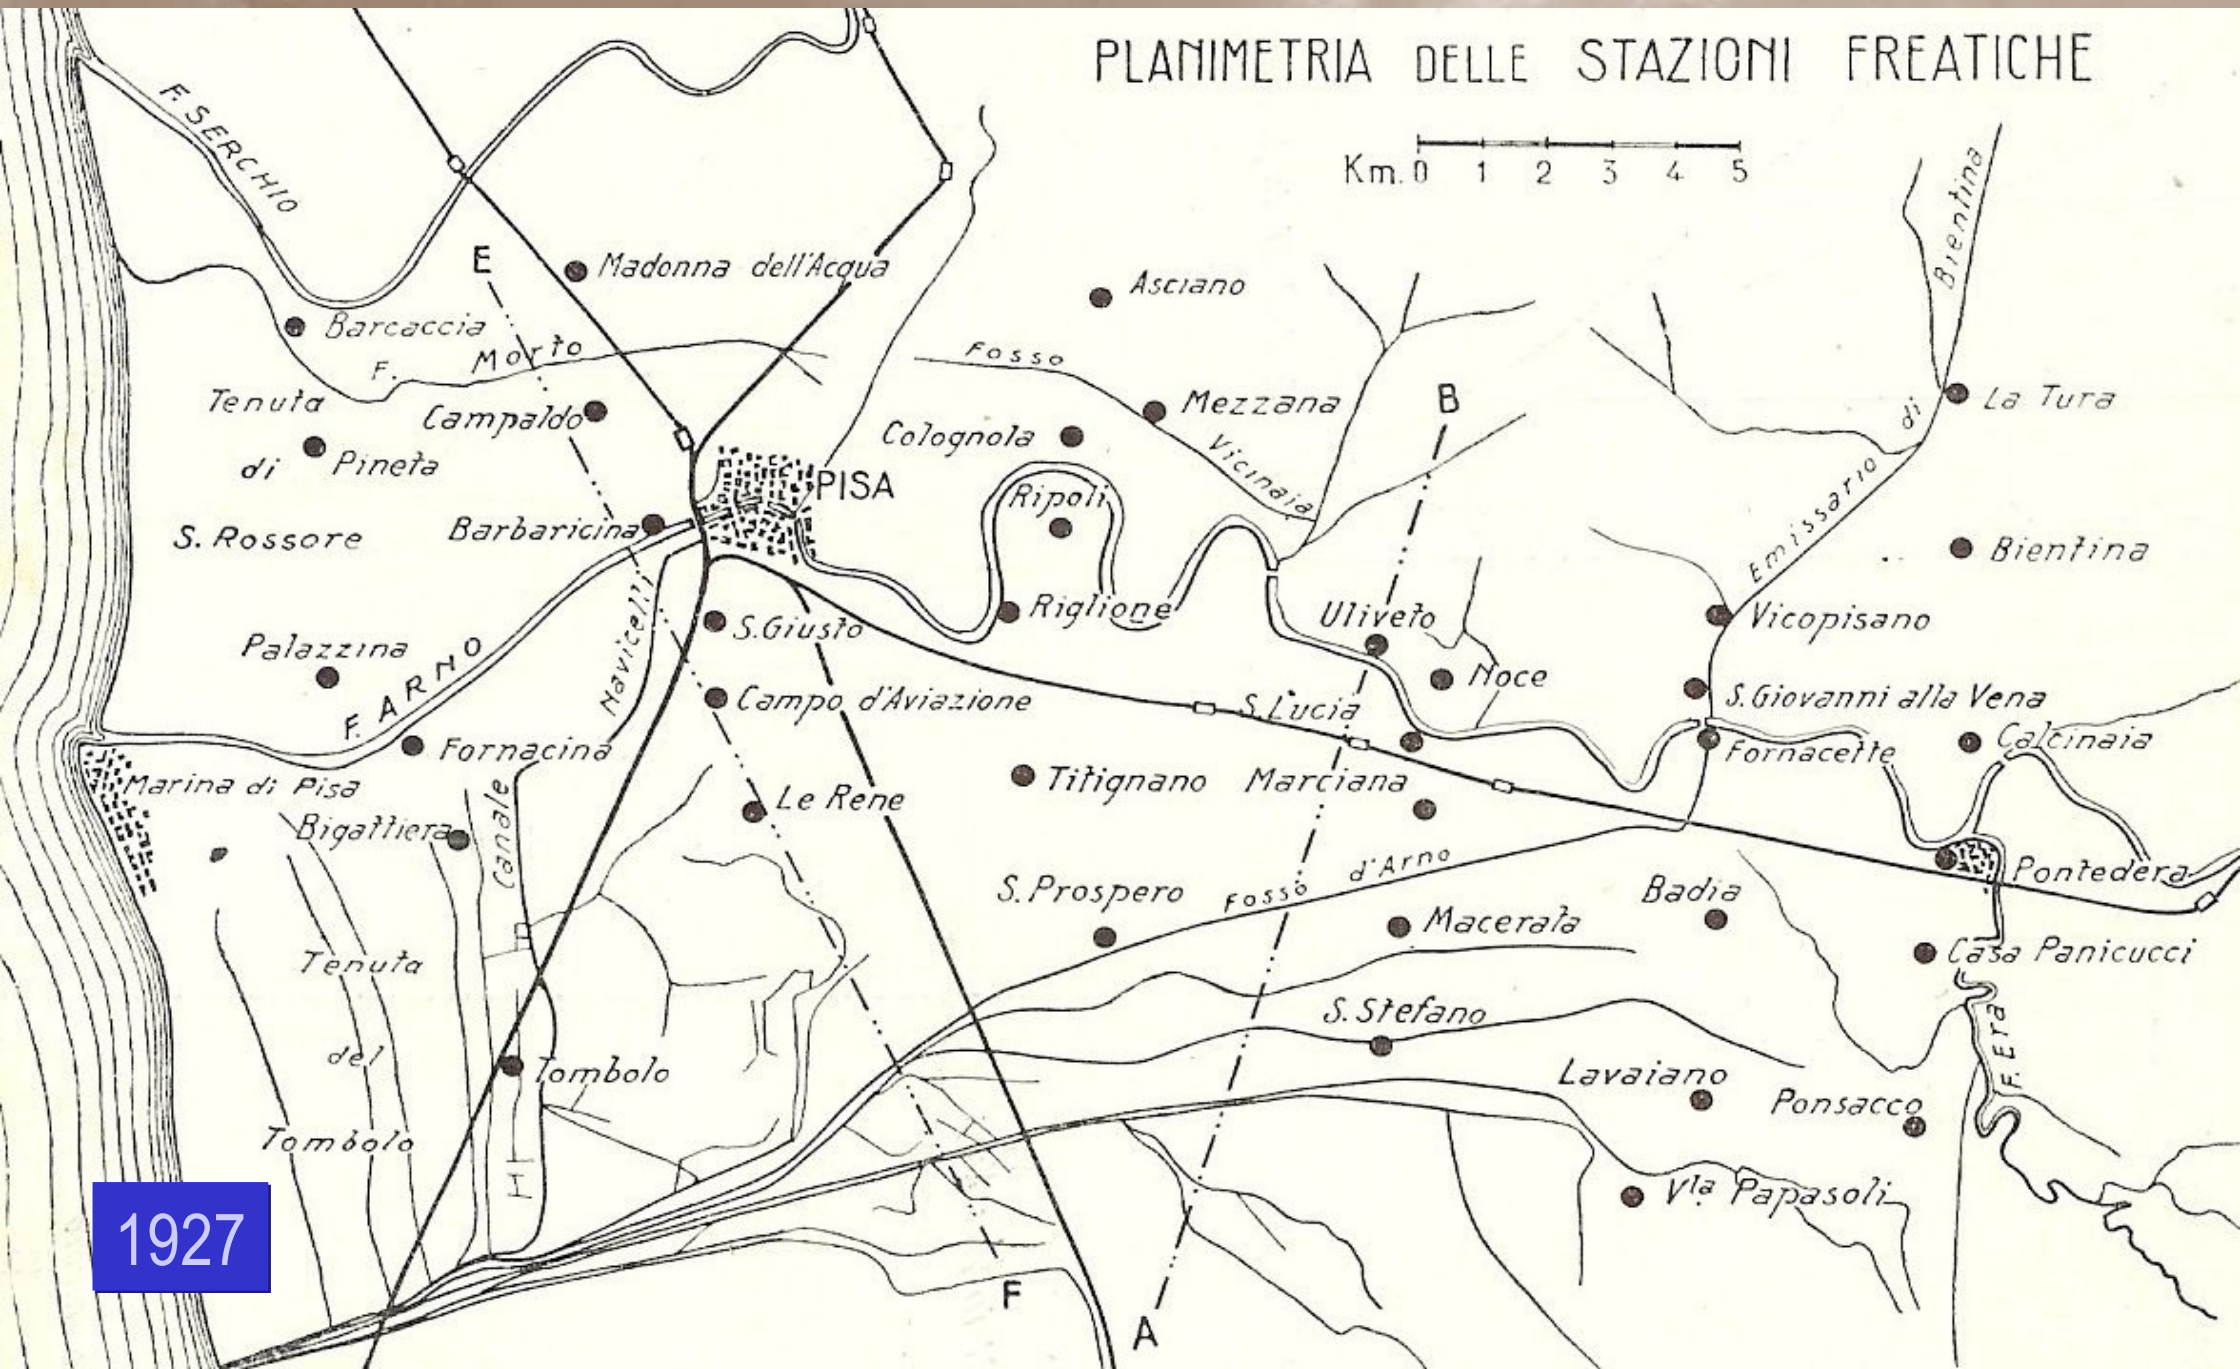 PLANIMETRIA DELLE STAZIONI FREATICHE
Km. 0 1 2 3 4 5
F. SERCHIO
Bientina
E
Madonna dell'Acqua
Asciano
Barcaccia
F. Morto
Fosso
Vicinaia
B
di
La Tura
Tenuta
di
S. Rossore
Campaldo
Mezzana
Colognola
Pineta
PISA
Ripoli
Emissario
Barbaricina
Bientina
Mavicelli
S. Giusto
Riglione
Uliveto
Vicopisano
Palazzina
F. ARNO
Campo d'Aviazione
S. Lucia
Noce
S. Giovanni alla Vena
Fornacina
Fornacette
Calcinaia
Marina di Pisa
Titignano
Marciana
Canale
Le Rene
Bigattiera
Pontedera
S. Prospero
Fosso d'Arno
Badia
Macerata
Casa Panicucci
Tenuta
del
Tombolo
S. Stefano
F. Era
Tombolo
Lavaiano
Ponsacco
Vla Papasoli
1927
F
A